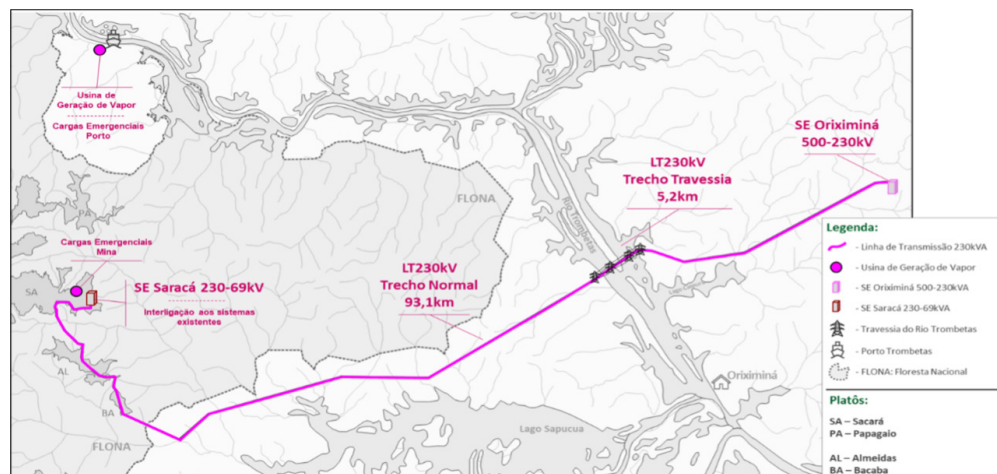 Usina de
Geração de Vapor
Cargas Emergenciais
Porto
SE Oriximiná
500-230kV
LT230kV
Trecho Travessia
5,2km
FLONA
Rio Trombetas
PA
Cargas Emergenciais
Mina
SA
SE Saracá 230-69kV
Interligação aos sistemas
existentes
LT230kV
Trecho Normal
93,1km
AL
BA
FLONA
Lago Sapucua
Oriximiná
Legenda:
- Linha de Transmissão 230kVA
- Usina de Geração de Vapor
- SE Oriximiná 500-230kVA
- SE Saracá 230-69kVA
- Travessia do Rio Trombetas
- Porto Trombetas
- FLONA: Floresta Nacional
Platôs:
SA – Sacará
PA – Papagaio
AL – Almeidas
BA – Bacaba